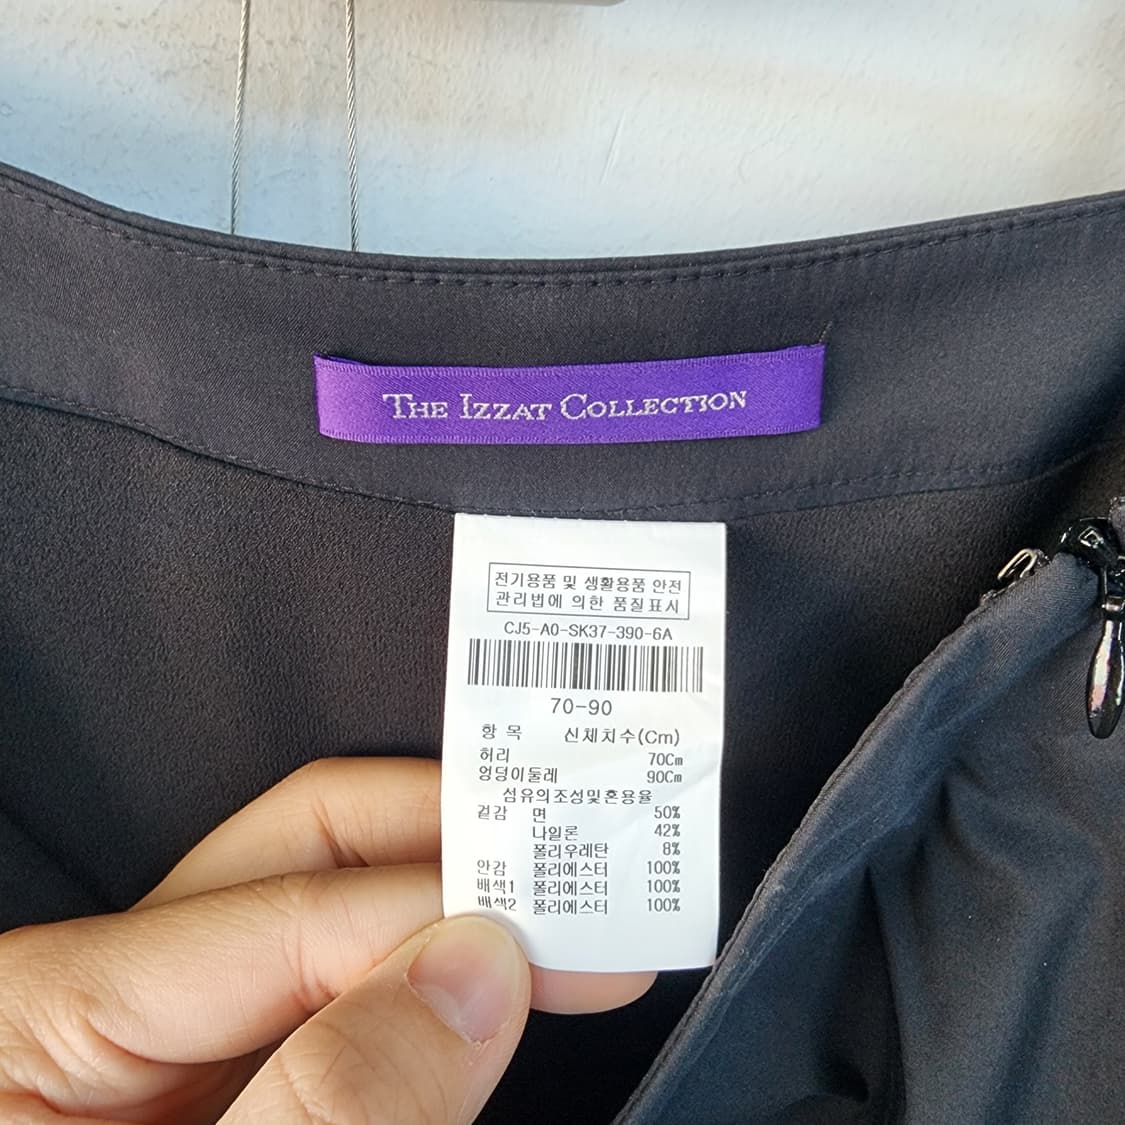 THE IZZAT COLLECTION
전기용품 및 생활용품 안전
관리법에 의한 품질표시
CJ5-A0-SK37-390-6A
70-90
항 목 신체치수(Cm)
허리 70Cm
엉덩이둘레 90Cm
섬유의조성및혼용율
겉감 면 50%
나일론 42%
폴리우레탄 8%
안감 폴리에스터 100%
배색1 폴리에스터 100%
배색2 폴리에스터 100%